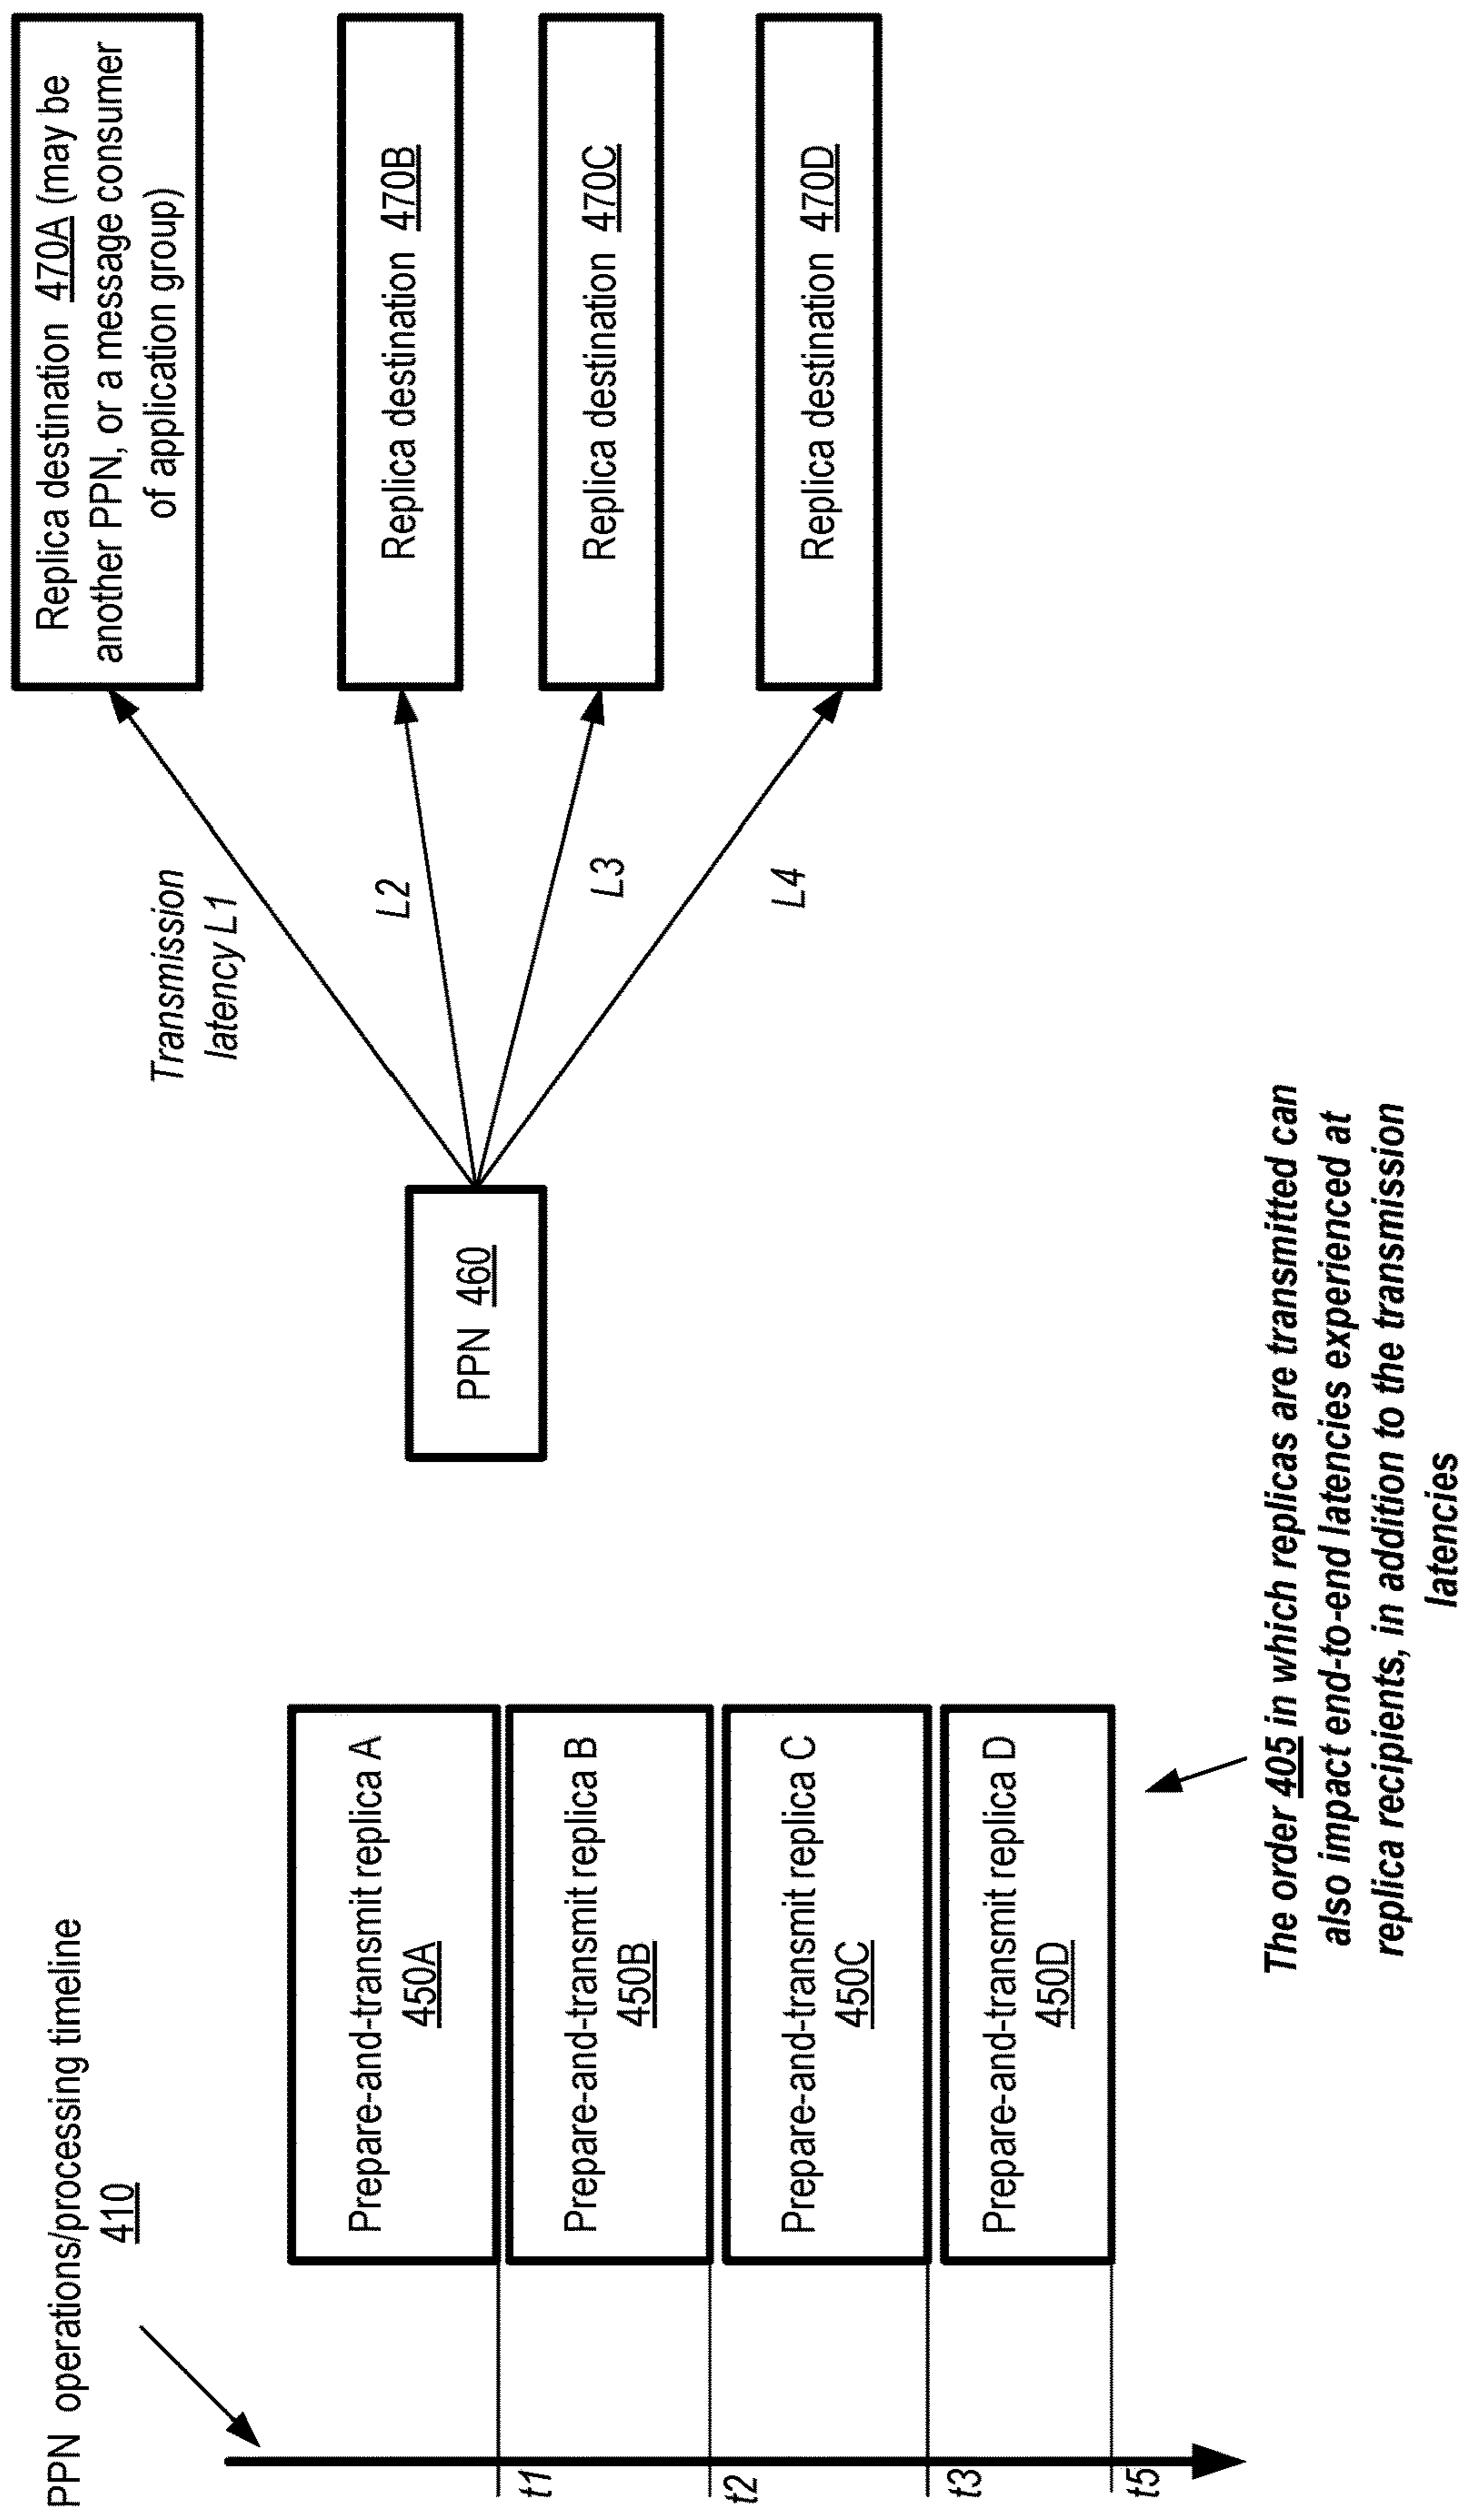 PPN operations/processing timeline
410
Prepare-and-transmit replica A
450A
t1
Prepare-and-transmit replica B
450B
t2
Prepare-and-transmit replica C
450C
t3
Prepare-and-transmit replica D
450D
t5
PPN 460
Transmission
latency L1
L2
L3
L4
Replica destination 470A (may be
another PPN, or a message consumer
of application group)
Replica destination 470B
Replica destination 470C
Replica destination 470D
The order 405 in which replicas are transmitted can
also impact end-to-end latencies experienced at
replica recipients, in addition to the transmission
latencies